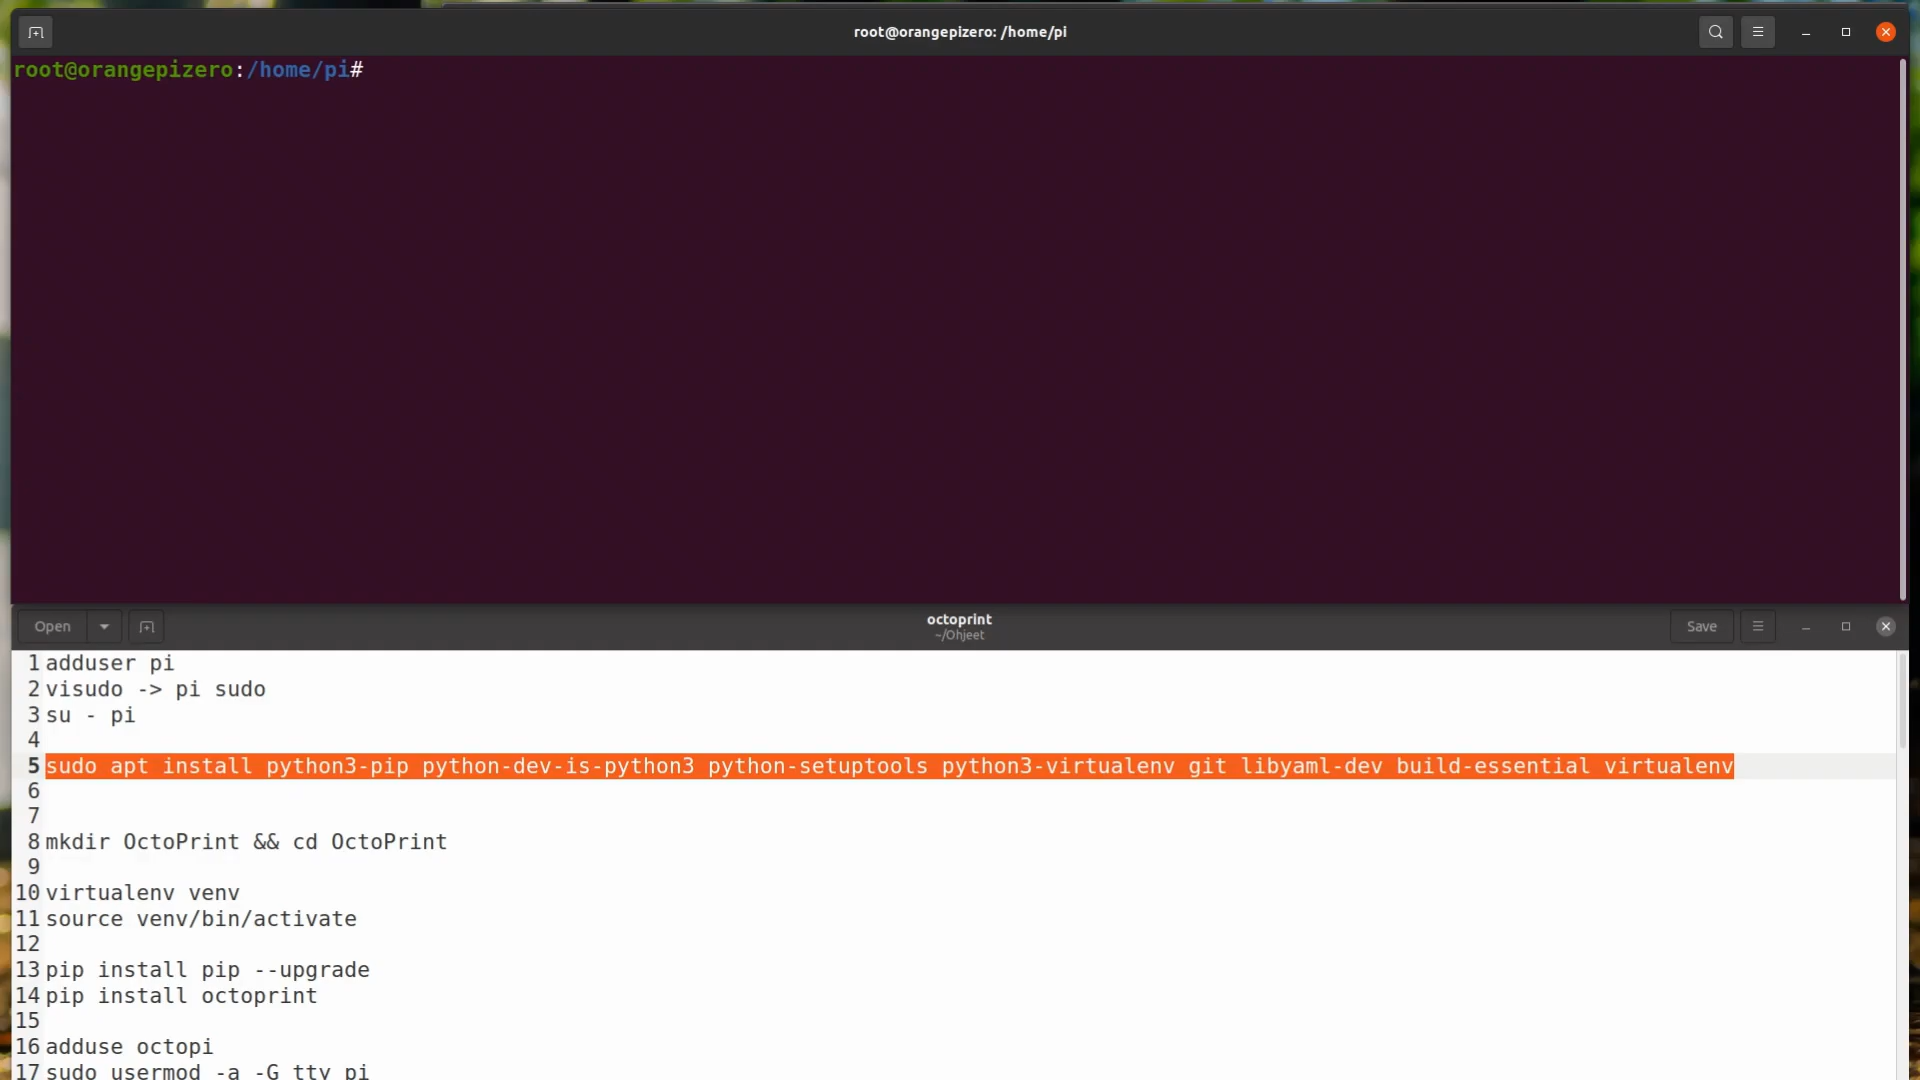 root@orangepizero: /home/pi
root@orangepizero:/home/pi#
Open
octoprint
~/Ohjeet
Save
1 adduser pi
2 visudo -> pi sudo
3 su - pi
4
5 sudo apt install python3-pip python-dev-is-python3 python-setuptools python3-virtualenv git libyaml-dev build-essential virtualenv
6
7
8 mkdir OctoPrint && cd OctoPrint
9
10 virtualenv venv
11 source venv/bin/activate
12
13 pip install pip --upgrade
14 pip install octoprint
15
16 adduse octopi
17 sudo usermod -a -G tty pi